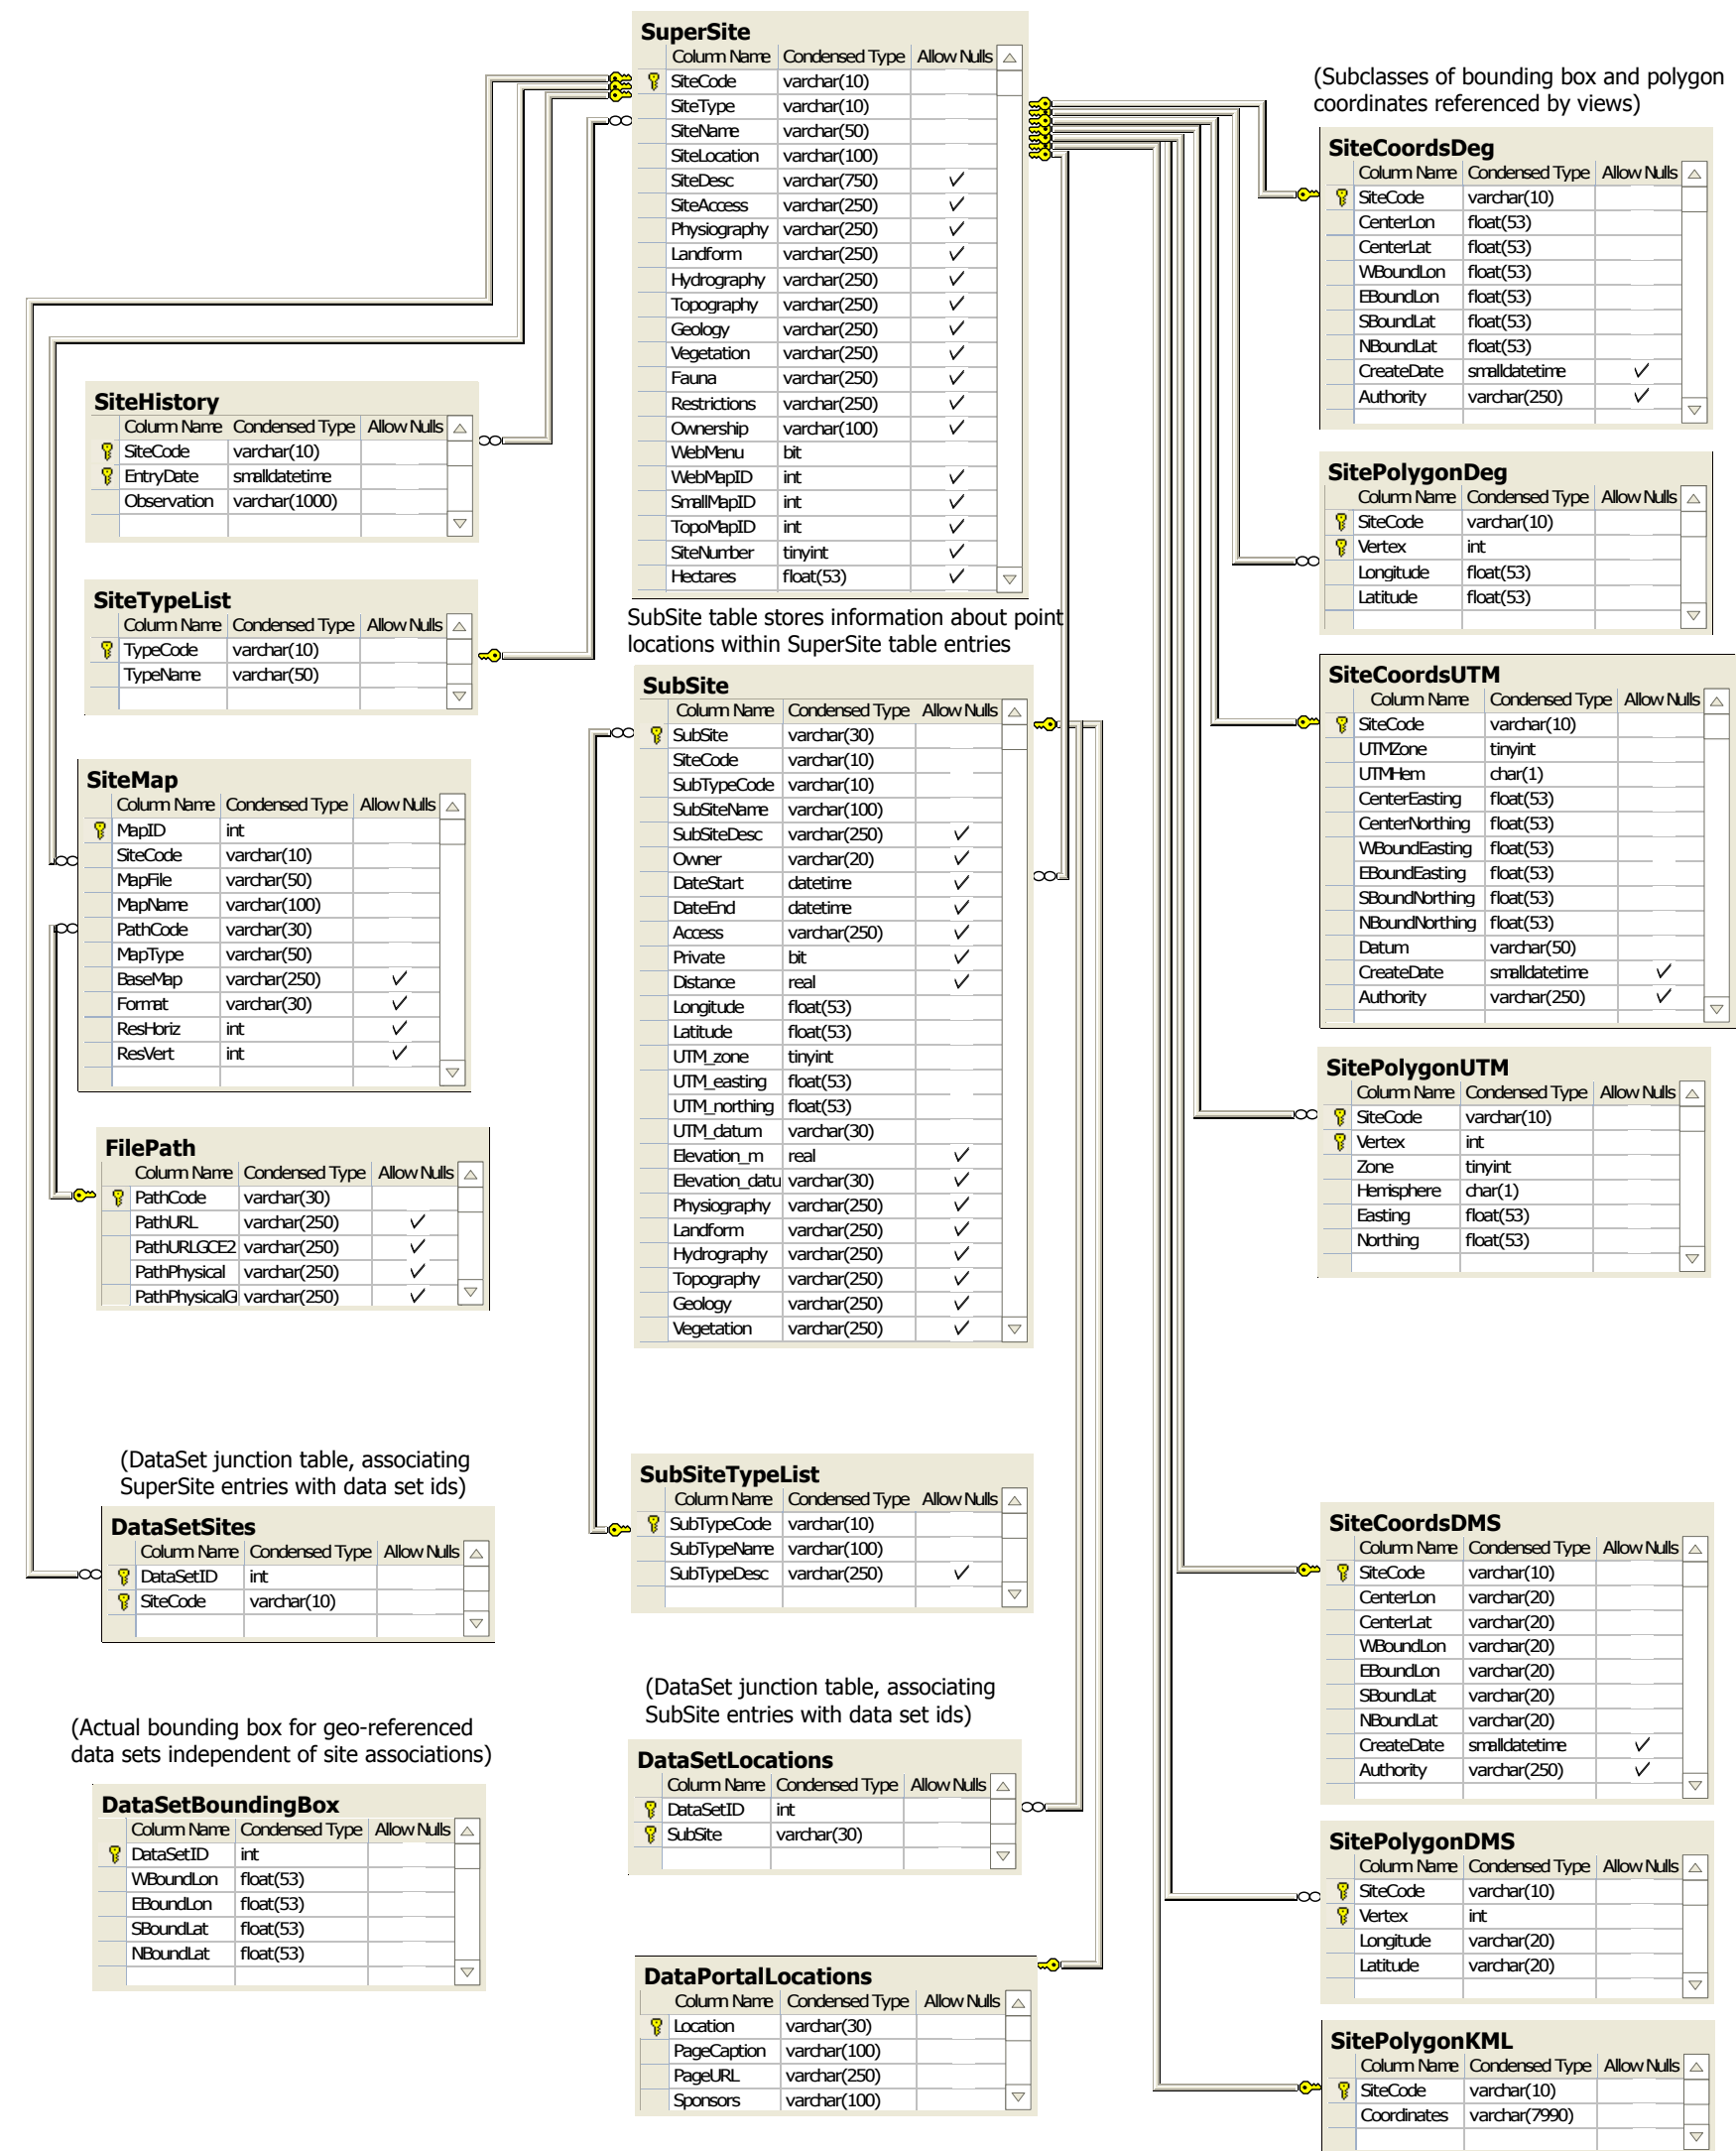 SuperSite
Column Name Condensed Type Allow Nulls
SiteCode varchar(10)
SiteType varchar(10)
SiteName varchar(50)
SiteLocation varchar(100)
SiteDesc varchar(750) ✓
SiteAccess varchar(250) ✓
Physiography varchar(250) ✓
Landform varchar(250) ✓
Hydrography varchar(250) ✓
Topography varchar(250) ✓
Geology varchar(250) ✓
Vegetation varchar(250) ✓
Fauna varchar(250) ✓
Restrictions varchar(250) ✓
Ownership varchar(100) ✓
WebMenu bit
WebMapID int ✓
SmallMapID int ✓
TopoMapID int ✓
SiteNumber tinyint ✓
Hectares float(53) ✓
SiteHistory
Column Name Condensed Type Allow Nulls
SiteCode varchar(10)
EntryDate smalldatetime
Observation varchar(1000)
SiteTypeList
Column Name Condensed Type Allow Nulls
TypeCode varchar(10)
TypeName varchar(50)
SiteMap
Column Name Condensed Type Allow Nulls
MapID int
SiteCode varchar(10)
MapFile varchar(50)
MapName varchar(100)
PathCode varchar(30)
MapType varchar(50)
BaseMap varchar(250) ✓
Format varchar(30) ✓
ResHoriz int ✓
ResVert int ✓
FilePath
Column Name Condensed Type Allow Nulls
PathCode varchar(30)
PathURL varchar(250) ✓
PathURLGCE2 varchar(250) ✓
PathPhysical varchar(250) ✓
PathPhysicalG varchar(250) ✓
(DataSet junction table, associating
SuperSite entries with data set ids)
DataSetSites
Column Name Condensed Type Allow Nulls
DataSetID int
SiteCode varchar(10)
(Actual bounding box for geo-referenced
data sets independent of site associations)
DataSetBoundingBox
Column Name Condensed Type Allow Nulls
DataSetID int
WBoundLon float(53)
EBoundLon float(53)
SBoundLat float(53)
NBoundLat float(53)
SubSite table stores information about point
locations within SuperSite table entries
SubSite
Column Name Condensed Type Allow Nulls
SubSite varchar(30)
SiteCode varchar(10)
SubTypeCode varchar(10)
SubSiteName varchar(100)
SubSiteDesc varchar(250) ✓
Owner varchar(20) ✓
DateStart datetime ✓
DateEnd datetime ✓
Access varchar(250) ✓
Private bit ✓
Distance real ✓
Longitude float(53)
Latitude float(53)
UTM_zone tinyint
UTM_easting float(53)
UTM_northing float(53)
UTM_datum varchar(30)
Elevation_m real ✓
Elevation_datu varchar(30) ✓
Physiography varchar(250) ✓
Landform varchar(250) ✓
Hydrography varchar(250) ✓
Topography varchar(250) ✓
Geology varchar(250) ✓
Vegetation varchar(250) ✓
SubSiteTypeList
Column Name Condensed Type Allow Nulls
SubTypeCode varchar(10)
SubTypeName varchar(100)
SubTypeDesc varchar(250) ✓
(DataSet junction table, associating
SubSite entries with data set ids)
DataSetLocations
Column Name Condensed Type Allow Nulls
DataSetID int
SubSite varchar(30)
DataPortalLocations
Column Name Condensed Type Allow Nulls
Location varchar(30)
PageCaption varchar(100)
PageURL varchar(250)
Sponsors varchar(100)
(Subclasses of bounding box and polygon
coordinates referenced by views)
SiteCoordsDeg
Column Name Condensed Type Allow Nulls
SiteCode varchar(10)
CenterLon float(53)
CenterLat float(53)
WBoundLon float(53)
EBoundLon float(53)
SBoundLat float(53)
NBoundLat float(53)
CreateDate smalldatetime ✓
Authority varchar(250) ✓
SitePolygonDeg
Column Name Condensed Type Allow Nulls
SiteCode varchar(10)
Vertex int
Longitude float(53)
Latitude float(53)
SiteCoordsUTM
Column Name Condensed Type Allow Nulls
SiteCode varchar(10)
UTMZone tinyint
UTMHem char(1)
CenterEasting float(53)
CenterNorthing float(53)
WBoundEasting float(53)
EBoundEasting float(53)
SBoundNorthing float(53)
NBoundNorthing float(53)
Datum varchar(50)
CreateDate smalldatetime ✓
Authority varchar(250) ✓
SitePolygonUTM
Column Name Condensed Type Allow Nulls
SiteCode varchar(10)
Vertex int
Zone tinyint
Hemisphere char(1)
Easting float(53)
Northing float(53)
SiteCoordsDMS
Column Name Condensed Type Allow Nulls
SiteCode varchar(10)
CenterLon varchar(20)
CenterLat varchar(20)
WBoundLon varchar(20)
EBoundLon varchar(20)
SBoundLat varchar(20)
NBoundLat varchar(20)
CreateDate smalldatetime ✓
Authority varchar(250) ✓
SitePolygonDMS
Column Name Condensed Type Allow Nulls
SiteCode varchar(10)
Vertex int
Longitude varchar(20)
Latitude varchar(20)
SitePolygonKML
Column Name Condensed Type Allow Nulls
SiteCode varchar(10)
Coordinates varchar(7990)